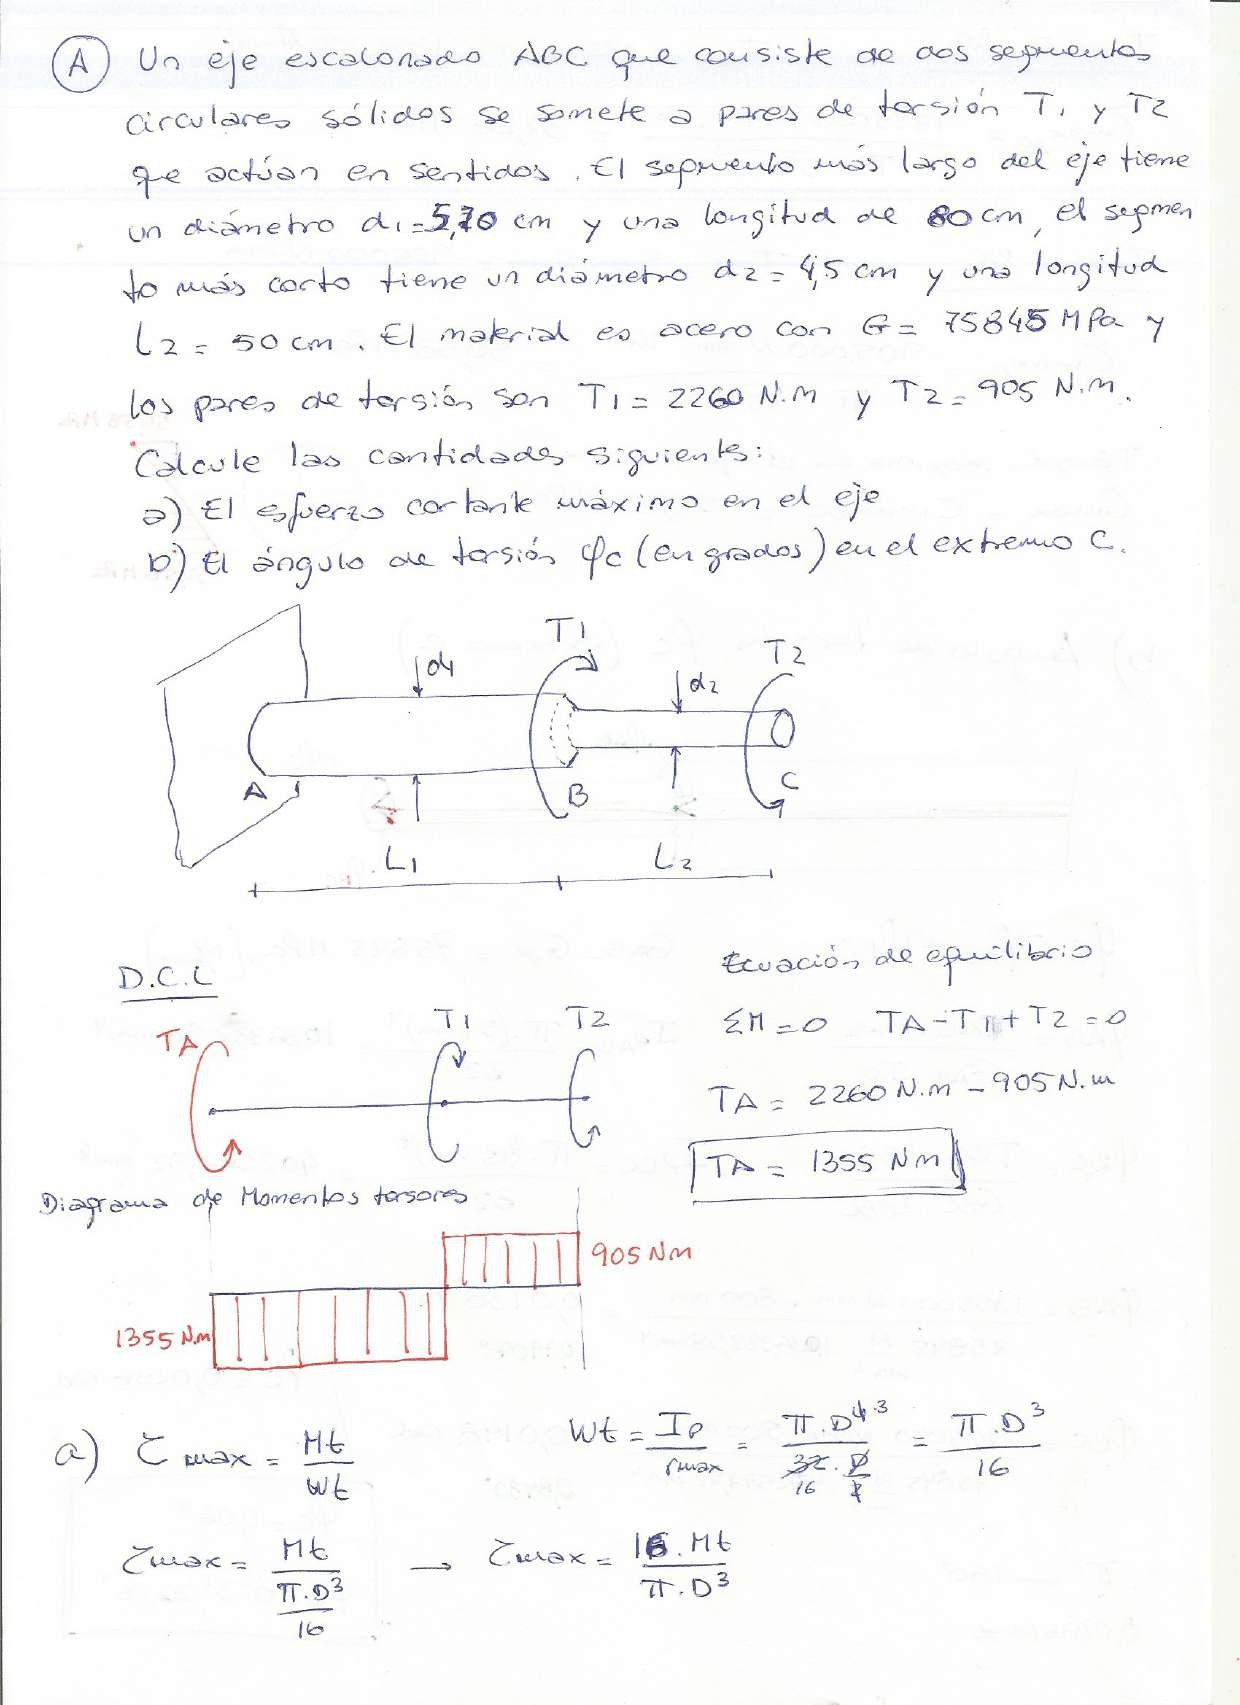 A Un eje escalonado ABC que consiste de dos segmentos
circulares sólidos se somete a pares de torsión T1 y T2
que actúan en sentidos. El segmento más largo del eje tiene
un diámetro d1=5,70 cm y una longitud de 80 cm, el segmen
to más corto tiene un diámetro d2=4,5 cm y una longitud
L2 = 50 cm. El material es acero con G= 75845 MPa y
los pares de torsión son T1= 2260 N.m y T2= 905 N.m.
Calcule las cantidades siguientes:
a) El esfuerzo cortante máximo en el eje
b) El ángulo de torsión φc (en grados) en el extremo C.
T1
T2
d1
d2
A
B
C
L1
L2
D.C.L
Ecuación de equilibrio
TA
T1
T2
ΣM=0 TA-T1+T2=0
TA= 2260 N.m - 905 N.m
TA= 1355 Nm
Diagrama de Momentos torsores
905 Nm
1355 N.m
a) τmax = Mt/Wt
Wt = Ip/rmax = π.D⁴ ³/32 16 . D/2 = π.D³/16
τmax = Mt/(π.D³/16) → τmax = 16.Mt/π.D³